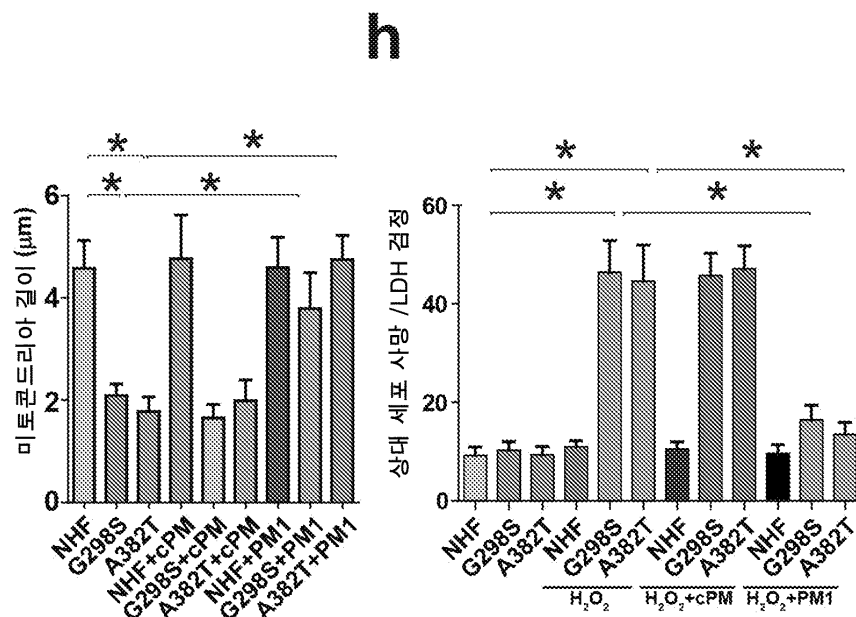 h
* *
* *
미토콘드리아 길이 (μm)
6
4
2
0
NHF
G298S
A382T
NHF+cPM
G298S+cPM
A382T+cPM
NHF+PM1
G298S+PM1
A382T+PM1
* *
* *
상대 세포 사망 /LDH 검정
60
40
20
0
NHF
G298S
A382T
NHF
G298S
A382T
NHF
G298S
A382T
NHF
G298S
A382T
H₂O₂ H₂O₂+cPM H₂O₂+PM1